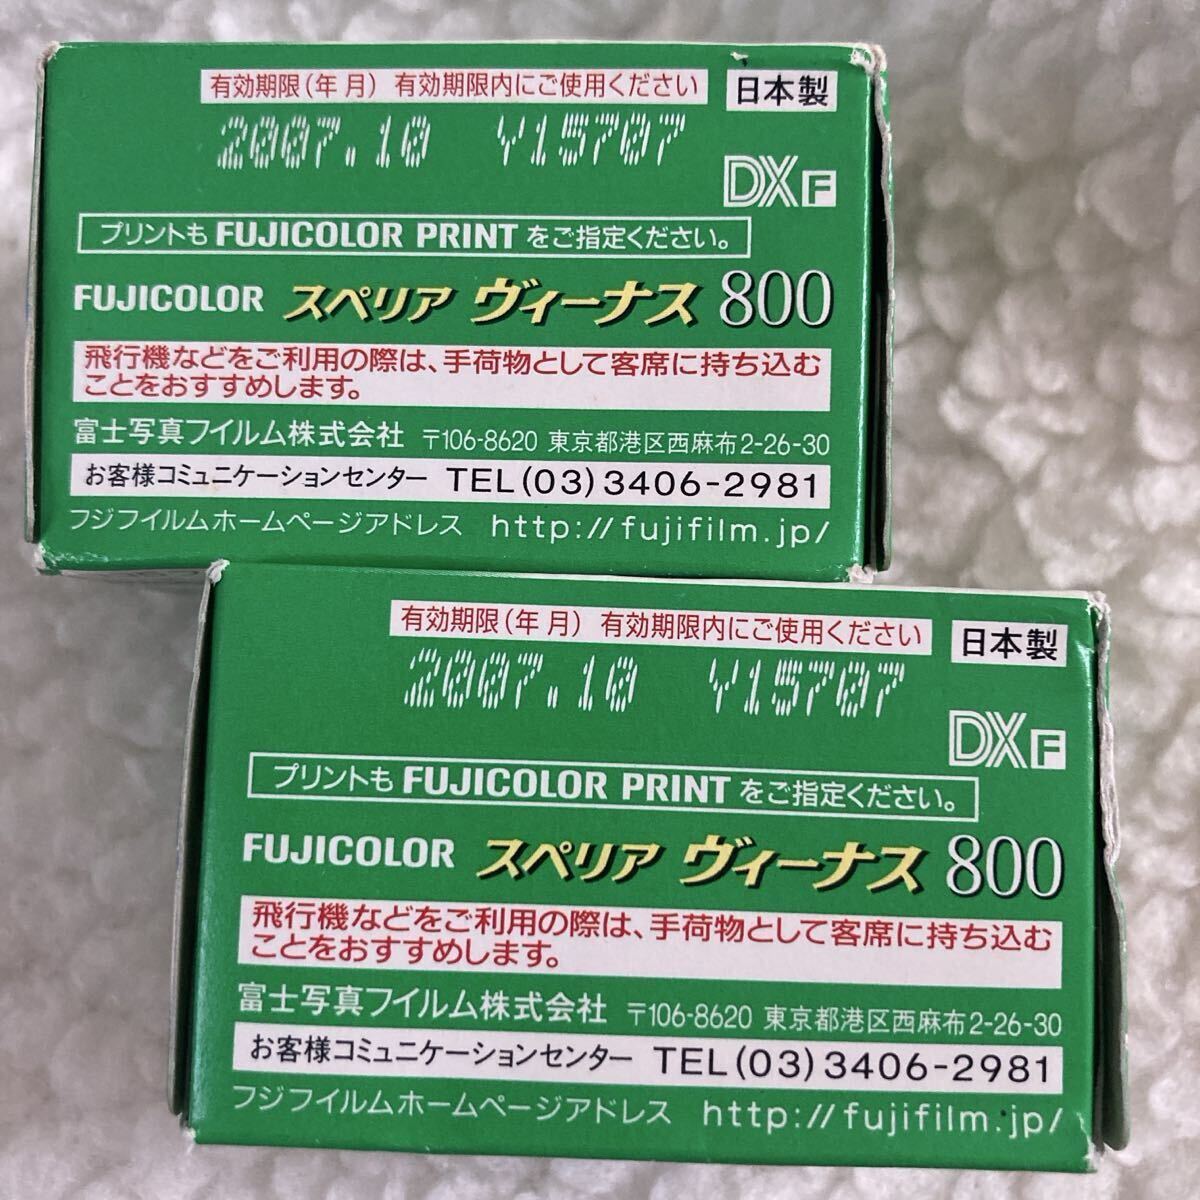 有効期限(年 月) 有効期限内にご使用ください 日本製
2007.10 Y15707
DXF
プリントも FUJICOLOR PRINT をご指定ください。
FUJICOLOR スペリア ヴィーナス 800
飛行機などをご利用の際は、手荷物として客席に持ち込む
ことをおすすめします。
富士写真フイルム株式会社 〒106-8620 東京都港区西麻布2-26-30
お客様コミュニケーションセンター TEL(03)3406-2981
フジフイルムホームページアドレス http://fujifilm.jp/
有効期限(年 月) 有効期限内にご使用ください 日本製
2007.10 Y15707
DXF
プリントも FUJICOLOR PRINT をご指定ください。
FUJICOLOR スペリア ヴィーナス 800
飛行機などをご利用の際は、手荷物として客席に持ち込む
ことをおすすめします。
富士写真フイルム株式会社 〒106-8620 東京都港区西麻布2-26-30
お客様コミュニケーションセンター TEL(03)3406-2981
フジフイルムホームページアドレス http://fujifilm.jp/